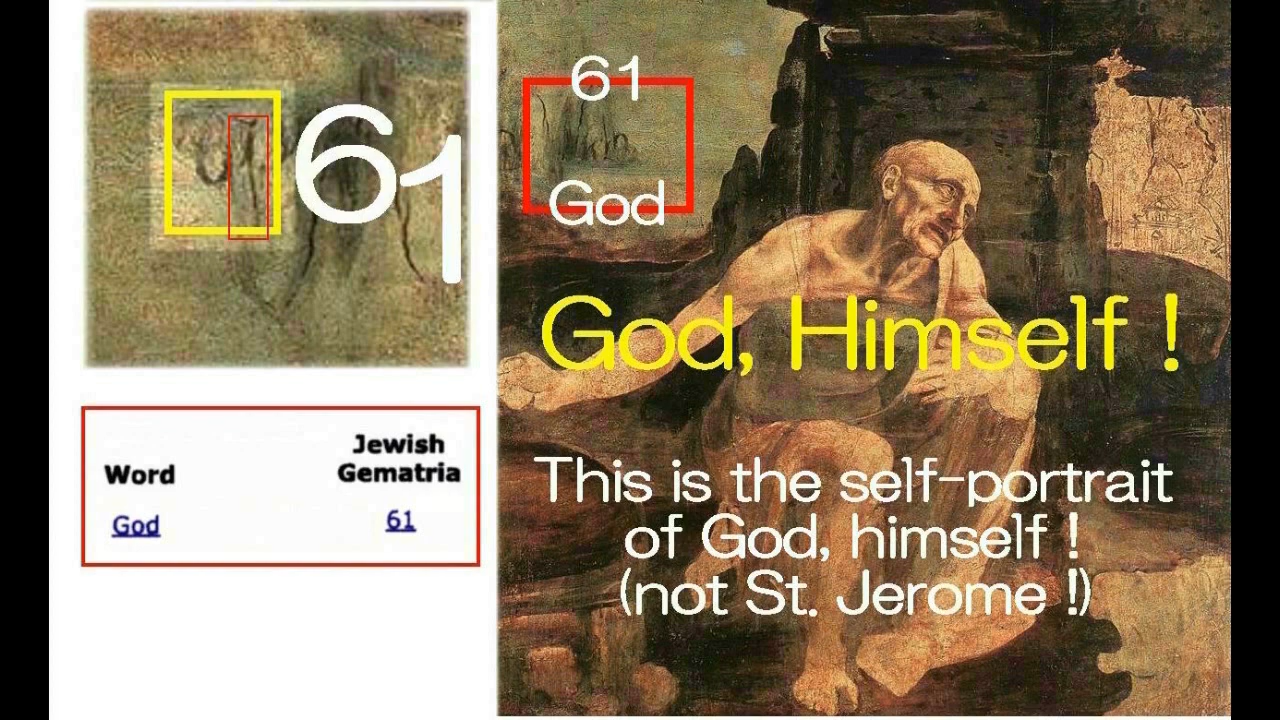 61
Word
Jewish
Gematria
God
61
61
God
God, Himself !
This is the self-portrait
of God, himself !
(not St. Jerome !)